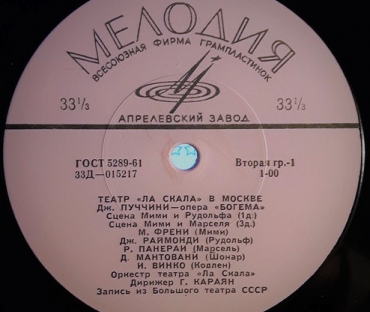 МЕЛОДИЯ
ВСЕСОЮЗНАЯ ФИРМА ГРАМПЛАСТИНОК
33⅓ 33⅓
АПРЕЛЕВСКИЙ ЗАВОД
ГОСТ 5289-61 Вторая гр.-1
33Д—015217 1-00
ТЕАТР «ЛА СКАЛА» В МОСКВЕ
Дж. ПУЧЧИНИ—опера «БОГЕМА»
Сцена Мими и Рудольфа (1д.)
Сцена Мими и Марселя (3д.)
М. ФРЕНИ (Мими)
Дж. РАЙМОНДИ (Рудольф)
Р. ПАНЕРАИ (Марсель)
Д. МАНТОВАНИ (Шонар)
И. ВИНКО (Коллен)
Оркестр театра «Ла Скала»
Дирижер Г. КАРАЯН
Запись из Большого театра СССР